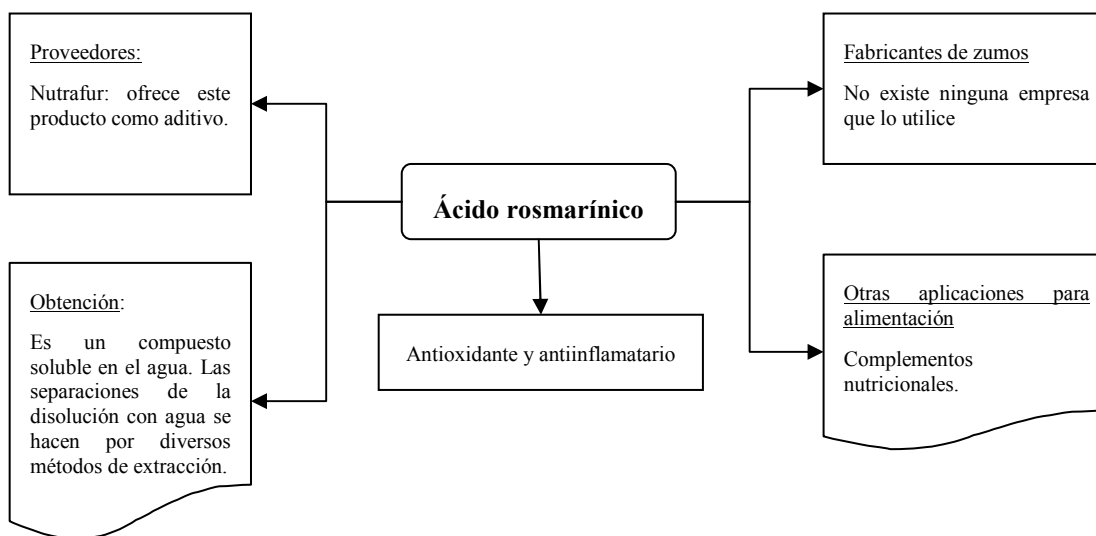 Proveedores:
Nutrafur: ofrece este
producto como aditivo.
Obtención:
Es un compuesto
soluble en el agua. Las
separaciones de la
disolución con agua se
hacen por diversos
métodos de extracción.
Ácido rosmarínico
Antioxidante y antiinflamatario
Fabricantes de zumos
No existe ninguna empresa
que lo utilice
Otras aplicaciones para
alimentación
Complementos
nutricionales.